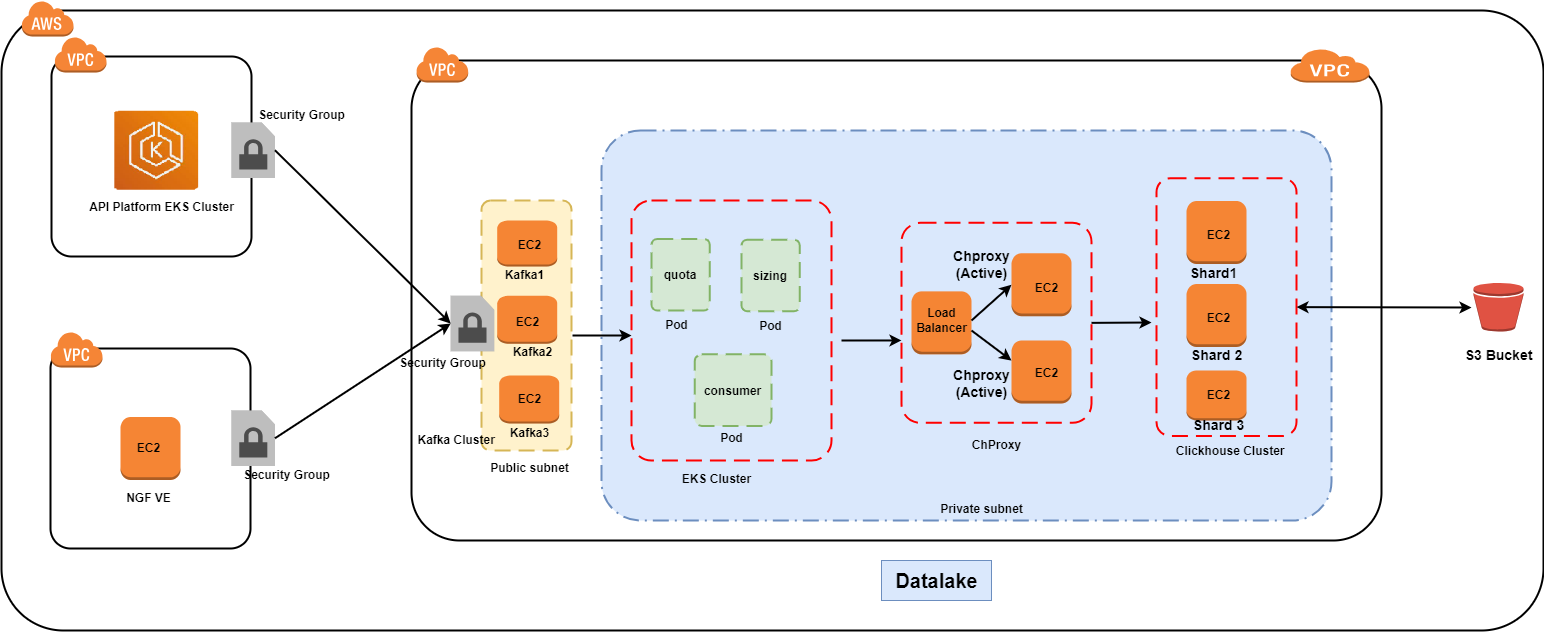 AWS
VPC
VPC
VPC
Security Group
K
API Platform EKS Cluster
EC2
Kafka1
EC2
Kafka2
EC2
Kafka3
Kafka Cluster
Public subnet
Security Group
quota
Pod
sizing
Pod
consumer
Pod
EKS Cluster
Chproxy
(Active)
EC2
Load
Balancer
Chproxy
(Active)
EC2
ChProxy
EC2
Shard1
EC2
Shard 2
EC2
Shard 3
Clickhouse Cluster
Private subnet
S3 Bucket
VPC
EC2
NGF VE
Security Group
Datalake